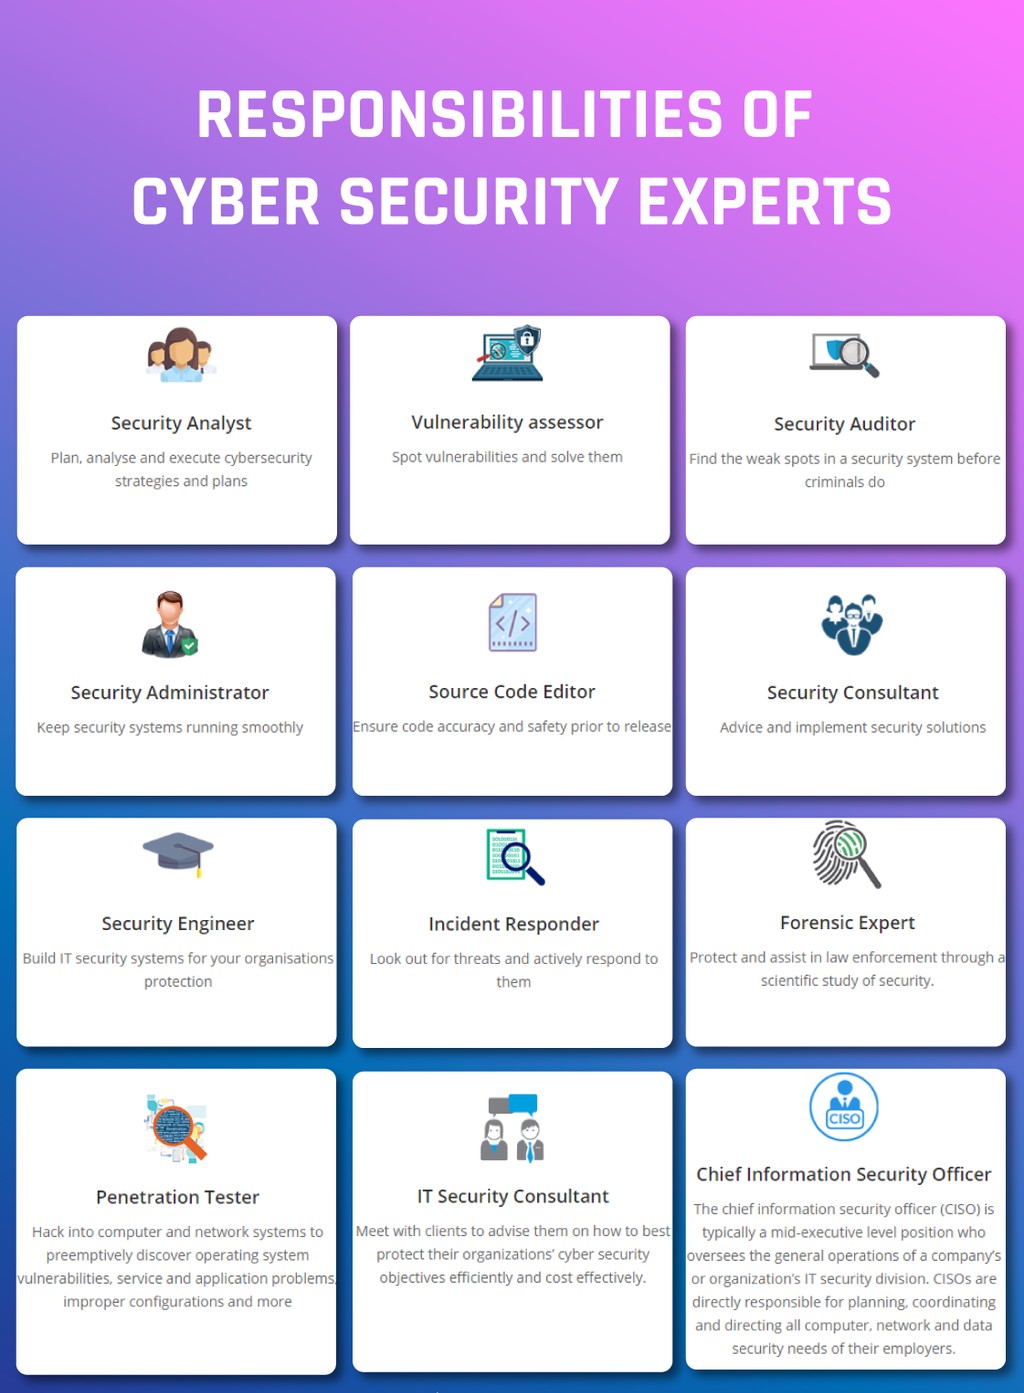 RESPONSIBILITIES OF
CYBER SECURITY EXPERTS
Security Analyst
Plan, analyse and execute cybersecurity
strategies and plans
Vulnerability assessor
Spot vulnerabilities and solve them
Security Auditor
Find the weak spots in a security system before
criminals do
Security Administrator
Keep security systems running smoothly
</>
Source Code Editor
Ensure code accuracy and safety prior to release
Security Consultant
Advice and implement security solutions
Security Engineer
Build IT security systems for your organisations
protection
Incident Responder
Look out for threats and actively respond to
them
Forensic Expert
Protect and assist in law enforcement through a
scientific study of security.
Penetration Tester
Hack into computer and network systems to
preemptively discover operating system
vulnerabilities, service and application problems,
improper configurations and more
IT Security Consultant
Meet with clients to advise them on how to best
protect their organizations’ cyber security
objectives efficiently and cost effectively.
CISO
Chief Information Security Officer
The chief information security officer (CISO) is
typically a mid-executive level position who
oversees the general operations of a company’s
or organization’s IT security division. CISOs are
directly responsible for planning, coordinating
and directing all computer, network and data
security needs of their employers.